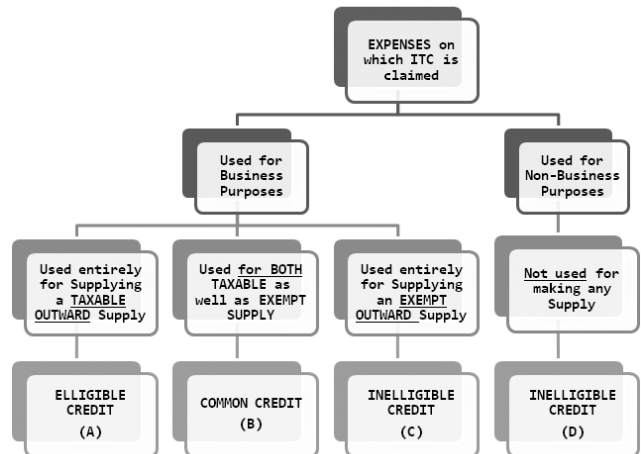 EXPENSES on
which ITC is
claimed
Used for
Business
Purposes
Used for
Non-Business
Purposes
Used entirely
for Supplying
a TAXABLE
OUTWARD Supply
Used for BOTH
TAXABLE as
well as EXEMPT
SUPPLY
Used entirely
for Supplying
an EXEMPT
OUTWARD Supply
Not used for
making any
Supply
ELLIGIBLE
CREDIT
(A)
COMMON CREDIT
(B)
INELLIGIBLE
CREDIT
(C)
INELLIGIBLE
CREDIT
(D)